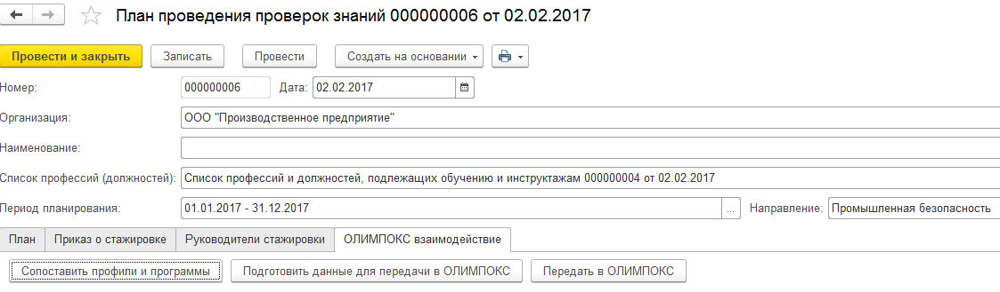 План проведения проверок знаний 000000006 от 02.02.2017
Провести и закрыть Записать Провести Создать на основании
Номер: 000000006 Дата: 02.02.2017
Организация: ООО "Производственное предприятие"
Наименование:
Список профессий (должностей): Список профессий и должностей, подлежащих обучению и инструктажам 000000004 от 02.02.2017
Период планирования: 01.01.2017 - 31.12.2017 ... Направление: Промышленная безопасность
План Приказ о стажировке Руководители стажировки ОЛИМПОКС взаимодействие
Сопоставить профили и программы Подготовить данные для передачи в ОЛИМПОКС Передать в ОЛИМПОКС